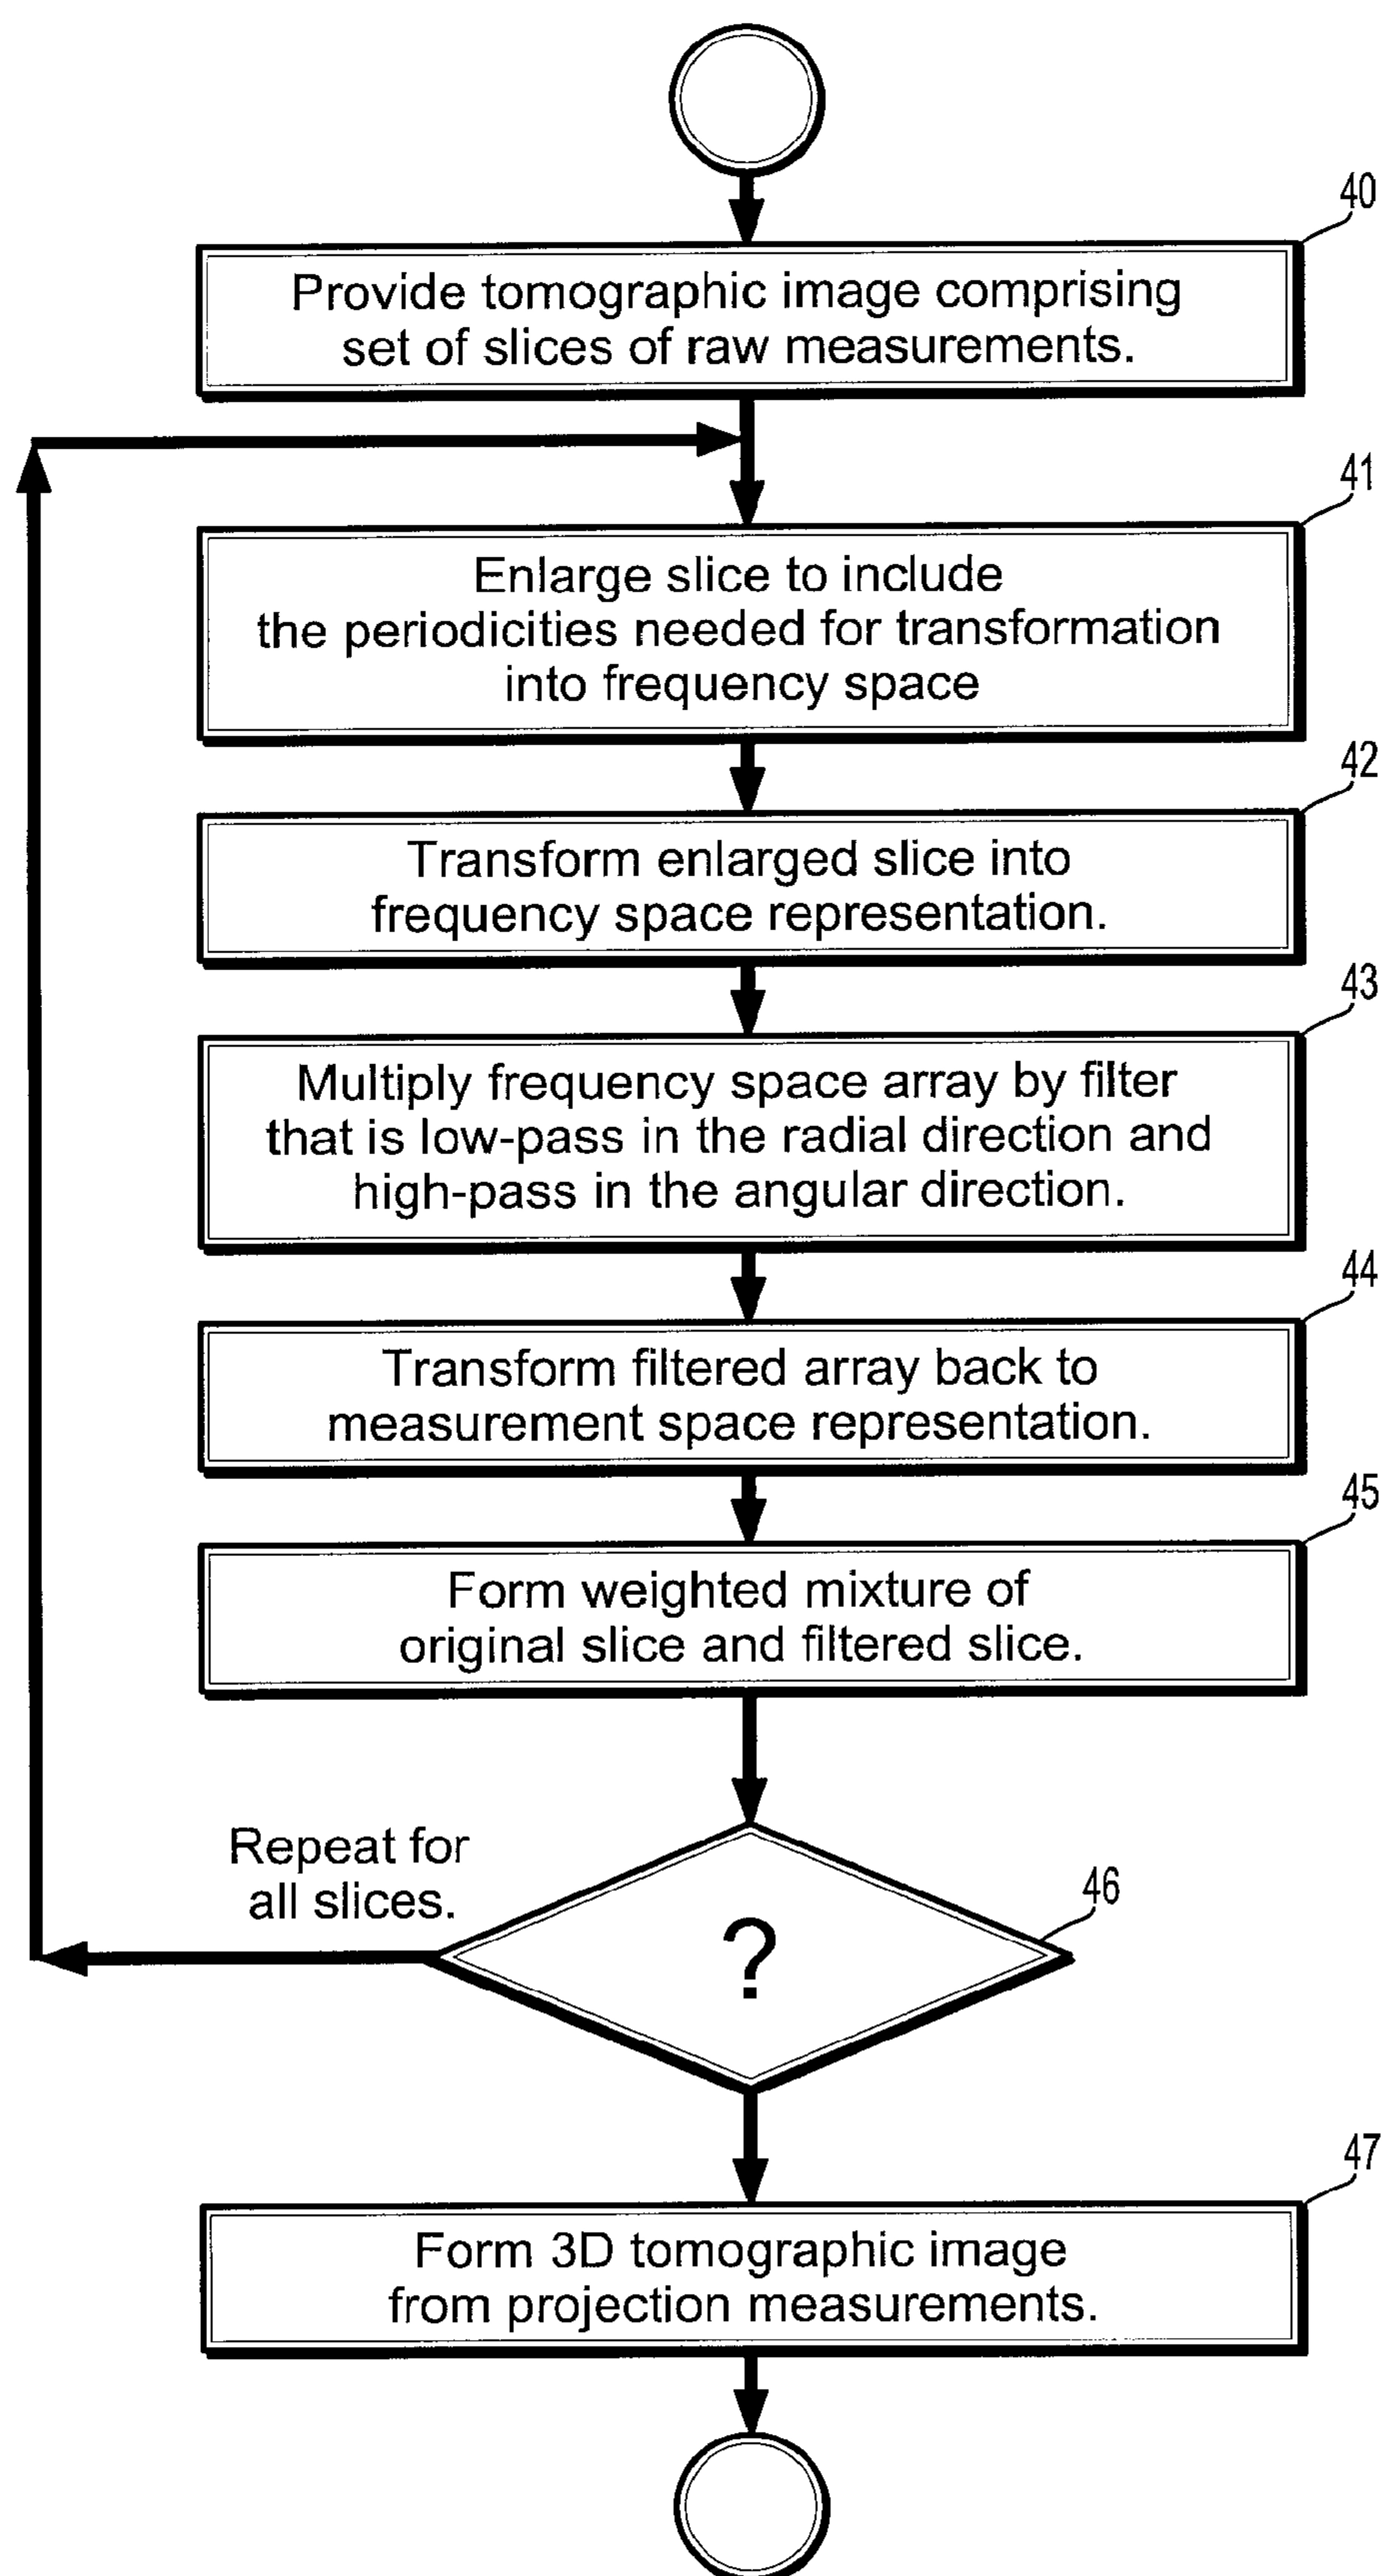 40
Provide tomographic image comprising
set of slices of raw measurements.
41
Enlarge slice to include
the periodicities needed for transformation
into frequency space
42
Transform enlarged slice into
frequency space representation.
43
Multiply frequency space array by filter
that is low-pass in the radial direction and
high-pass in the angular direction.
44
Transform filtered array back to
measurement space representation.
45
Form weighted mixture of
original slice and filtered slice.
Repeat for
all slices.
46
?
47
Form 3D tomographic image
from projection measurements.